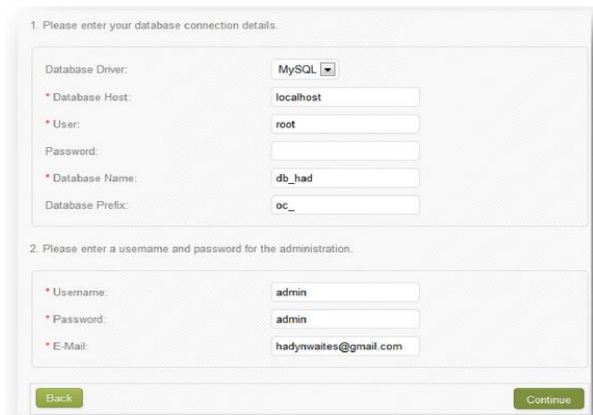 1. Please enter your database connection details.
Database Driver: MySQL
* Database Host: localhost
* User: root
Password:
* Database Name: db_had
Database Prefix: oc_
2. Please enter a username and password for the administration.
* Username: admin
* Password: admin
* E-Mail: hadynwaites@gmail.com
Back Continue